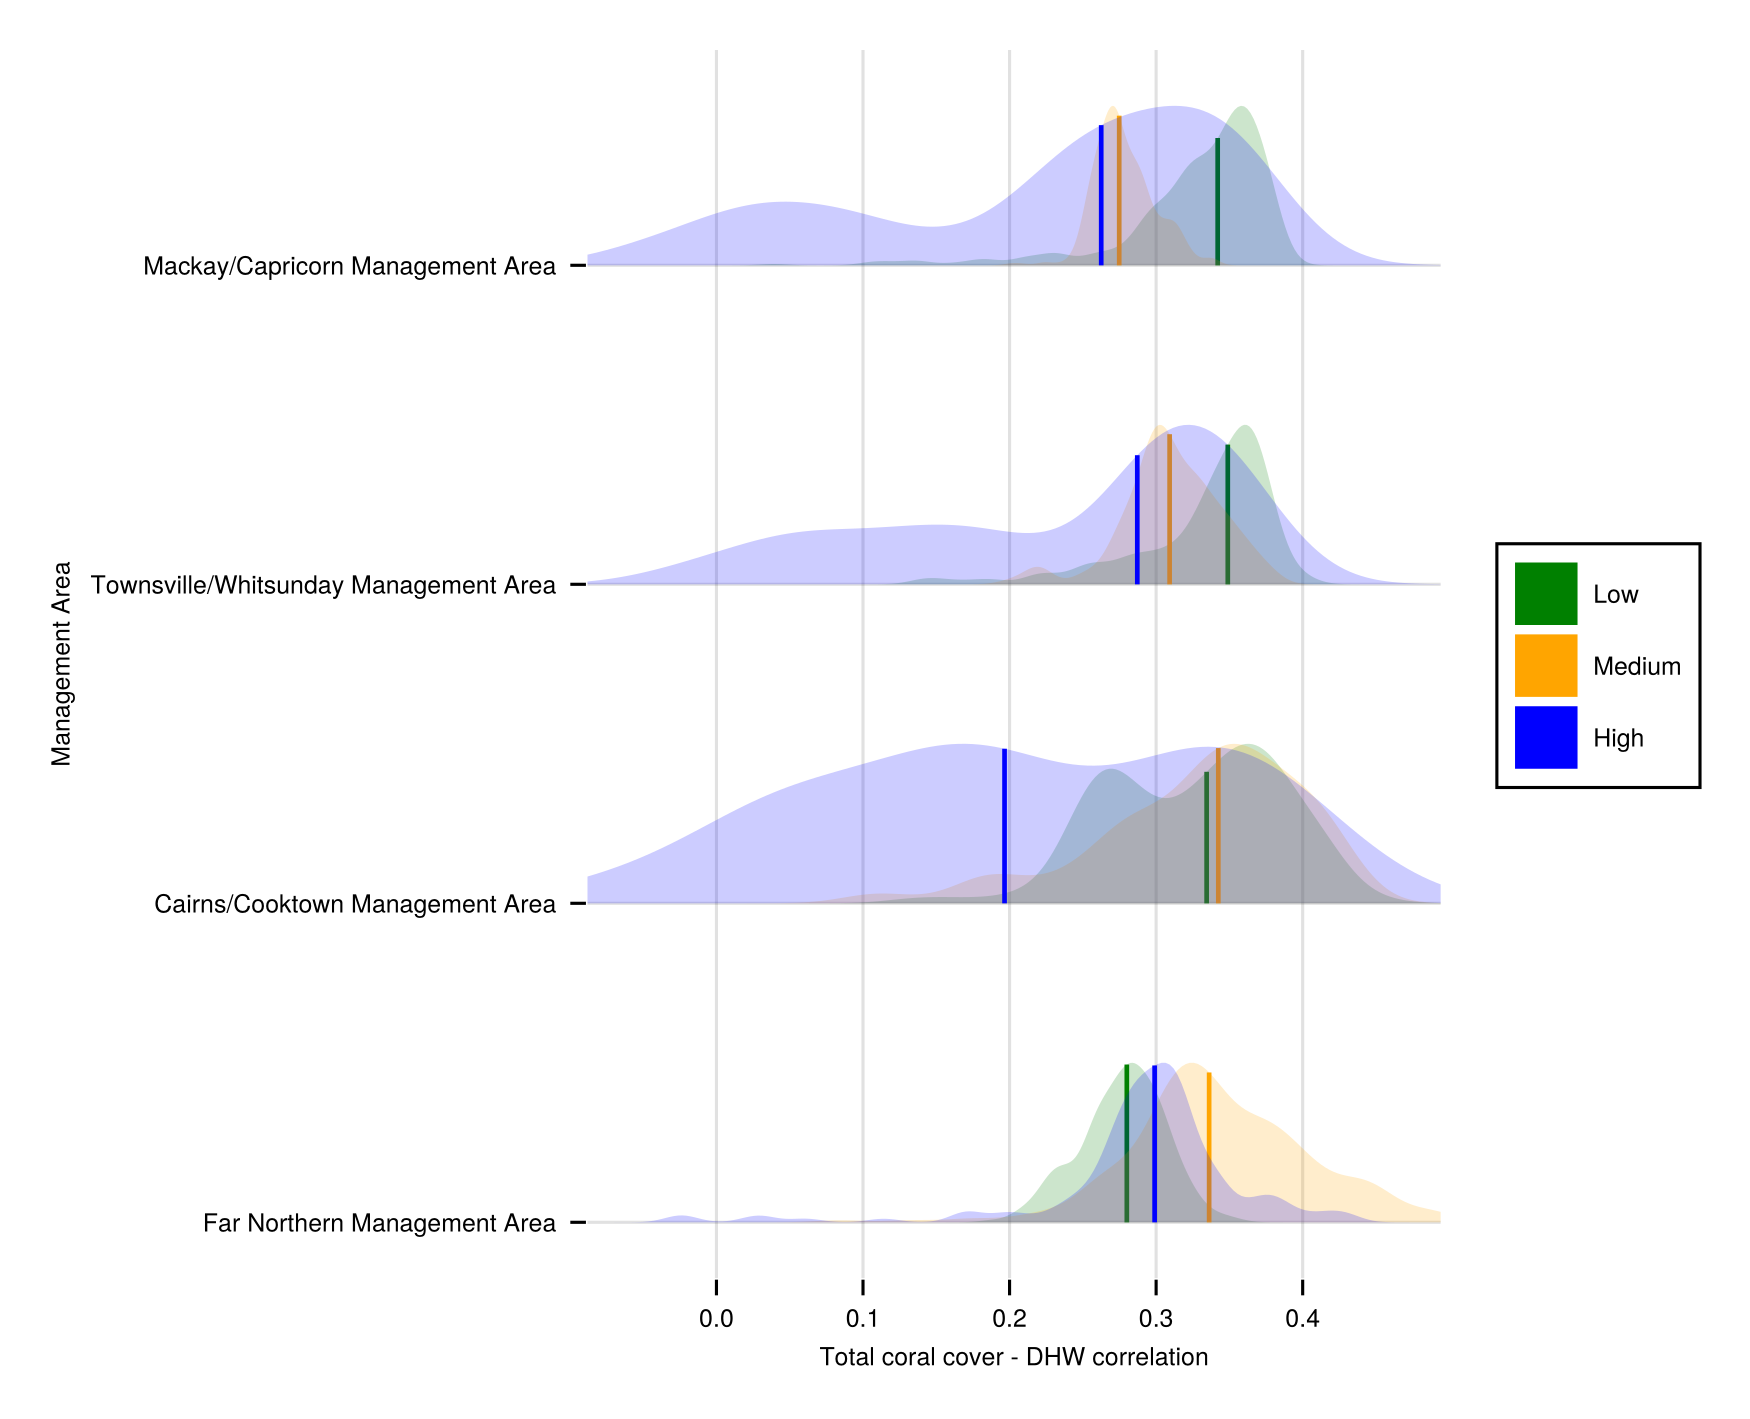 Mackay/Capricorn Management Area
Townsville/Whitsunday Management Area
Cairns/Cooktown Management Area
Far Northern Management Area
Management Area
0.0 0.1 0.2 0.3 0.4
Total coral cover - DHW correlation
Low
Medium
High